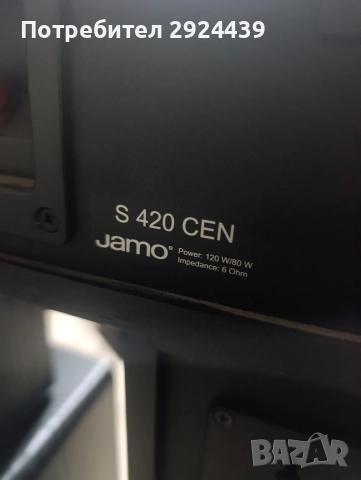 Потребител 2924439
S 420 CEN
Jamo
Power: 120 W/80 W
Impedance: 6 Ohm
BAZAR